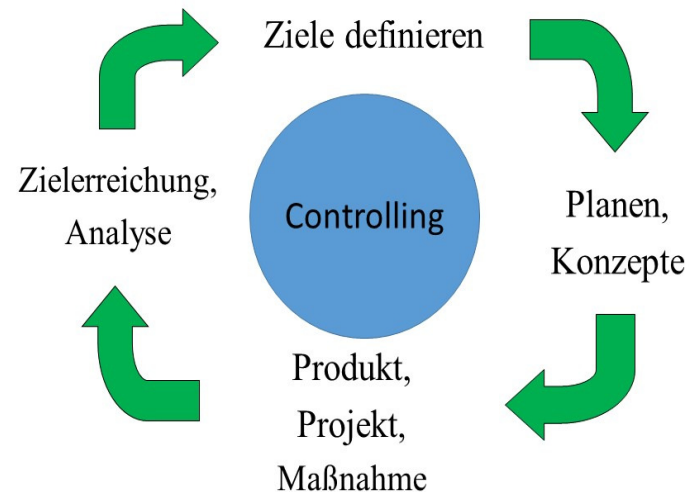 Ziele definieren
Planen,
Konzepte
Produkt,
Projekt,
Maßnahme
Zielerreichung,
Analyse
Controlling